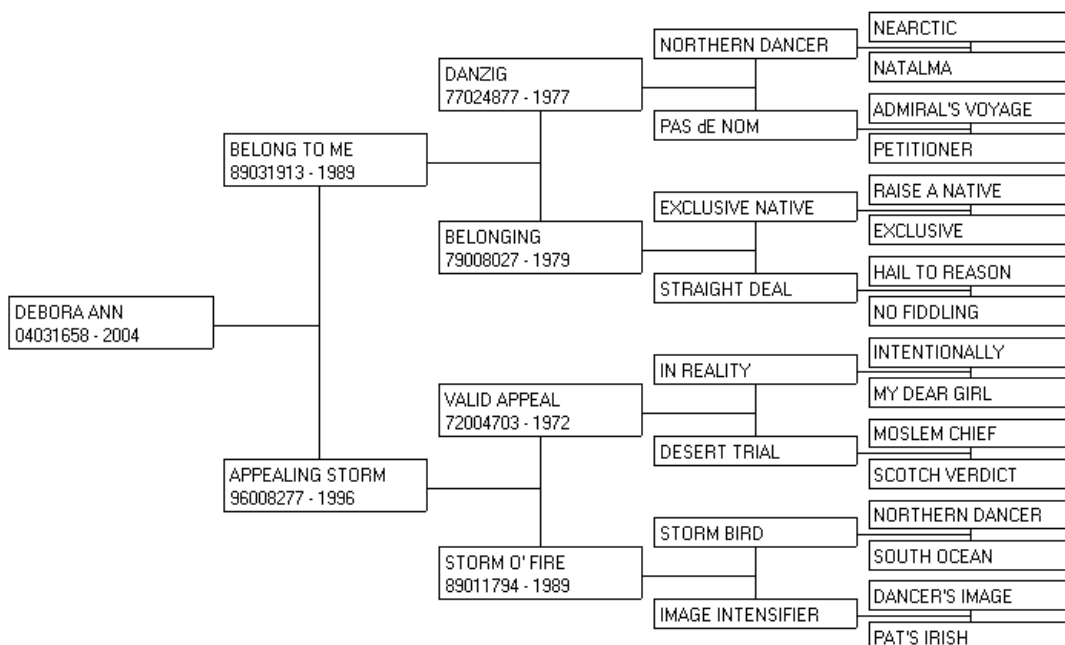 NEARCTIC
NORTHERN DANCER
NATALMA
DANZIG
77024877 - 1977
ADMIRAL'S VOYAGE
PAS dE NOM
PETITIONER
BELONG TO ME
89031913 - 1989
RAISE A NATIVE
EXCLUSIVE NATIVE
EXCLUSIVE
BELONGING
79008027 - 1979
HAIL TO REASON
STRAIGHT DEAL
NO FIDDLING
DEBORA ANN
04031658 - 2004
INTENTIONALLY
IN REALITY
MY DEAR GIRL
VALID APPEAL
72004703 - 1972
MOSLEM CHIEF
DESERT TRIAL
SCOTCH VERDICT
APPEALING STORM
96008277 - 1996
NORTHERN DANCER
STORM BIRD
SOUTH OCEAN
STORM O' FIRE
89011794 - 1989
DANCER'S IMAGE
IMAGE INTENSIFIER
PAT'S IRISH